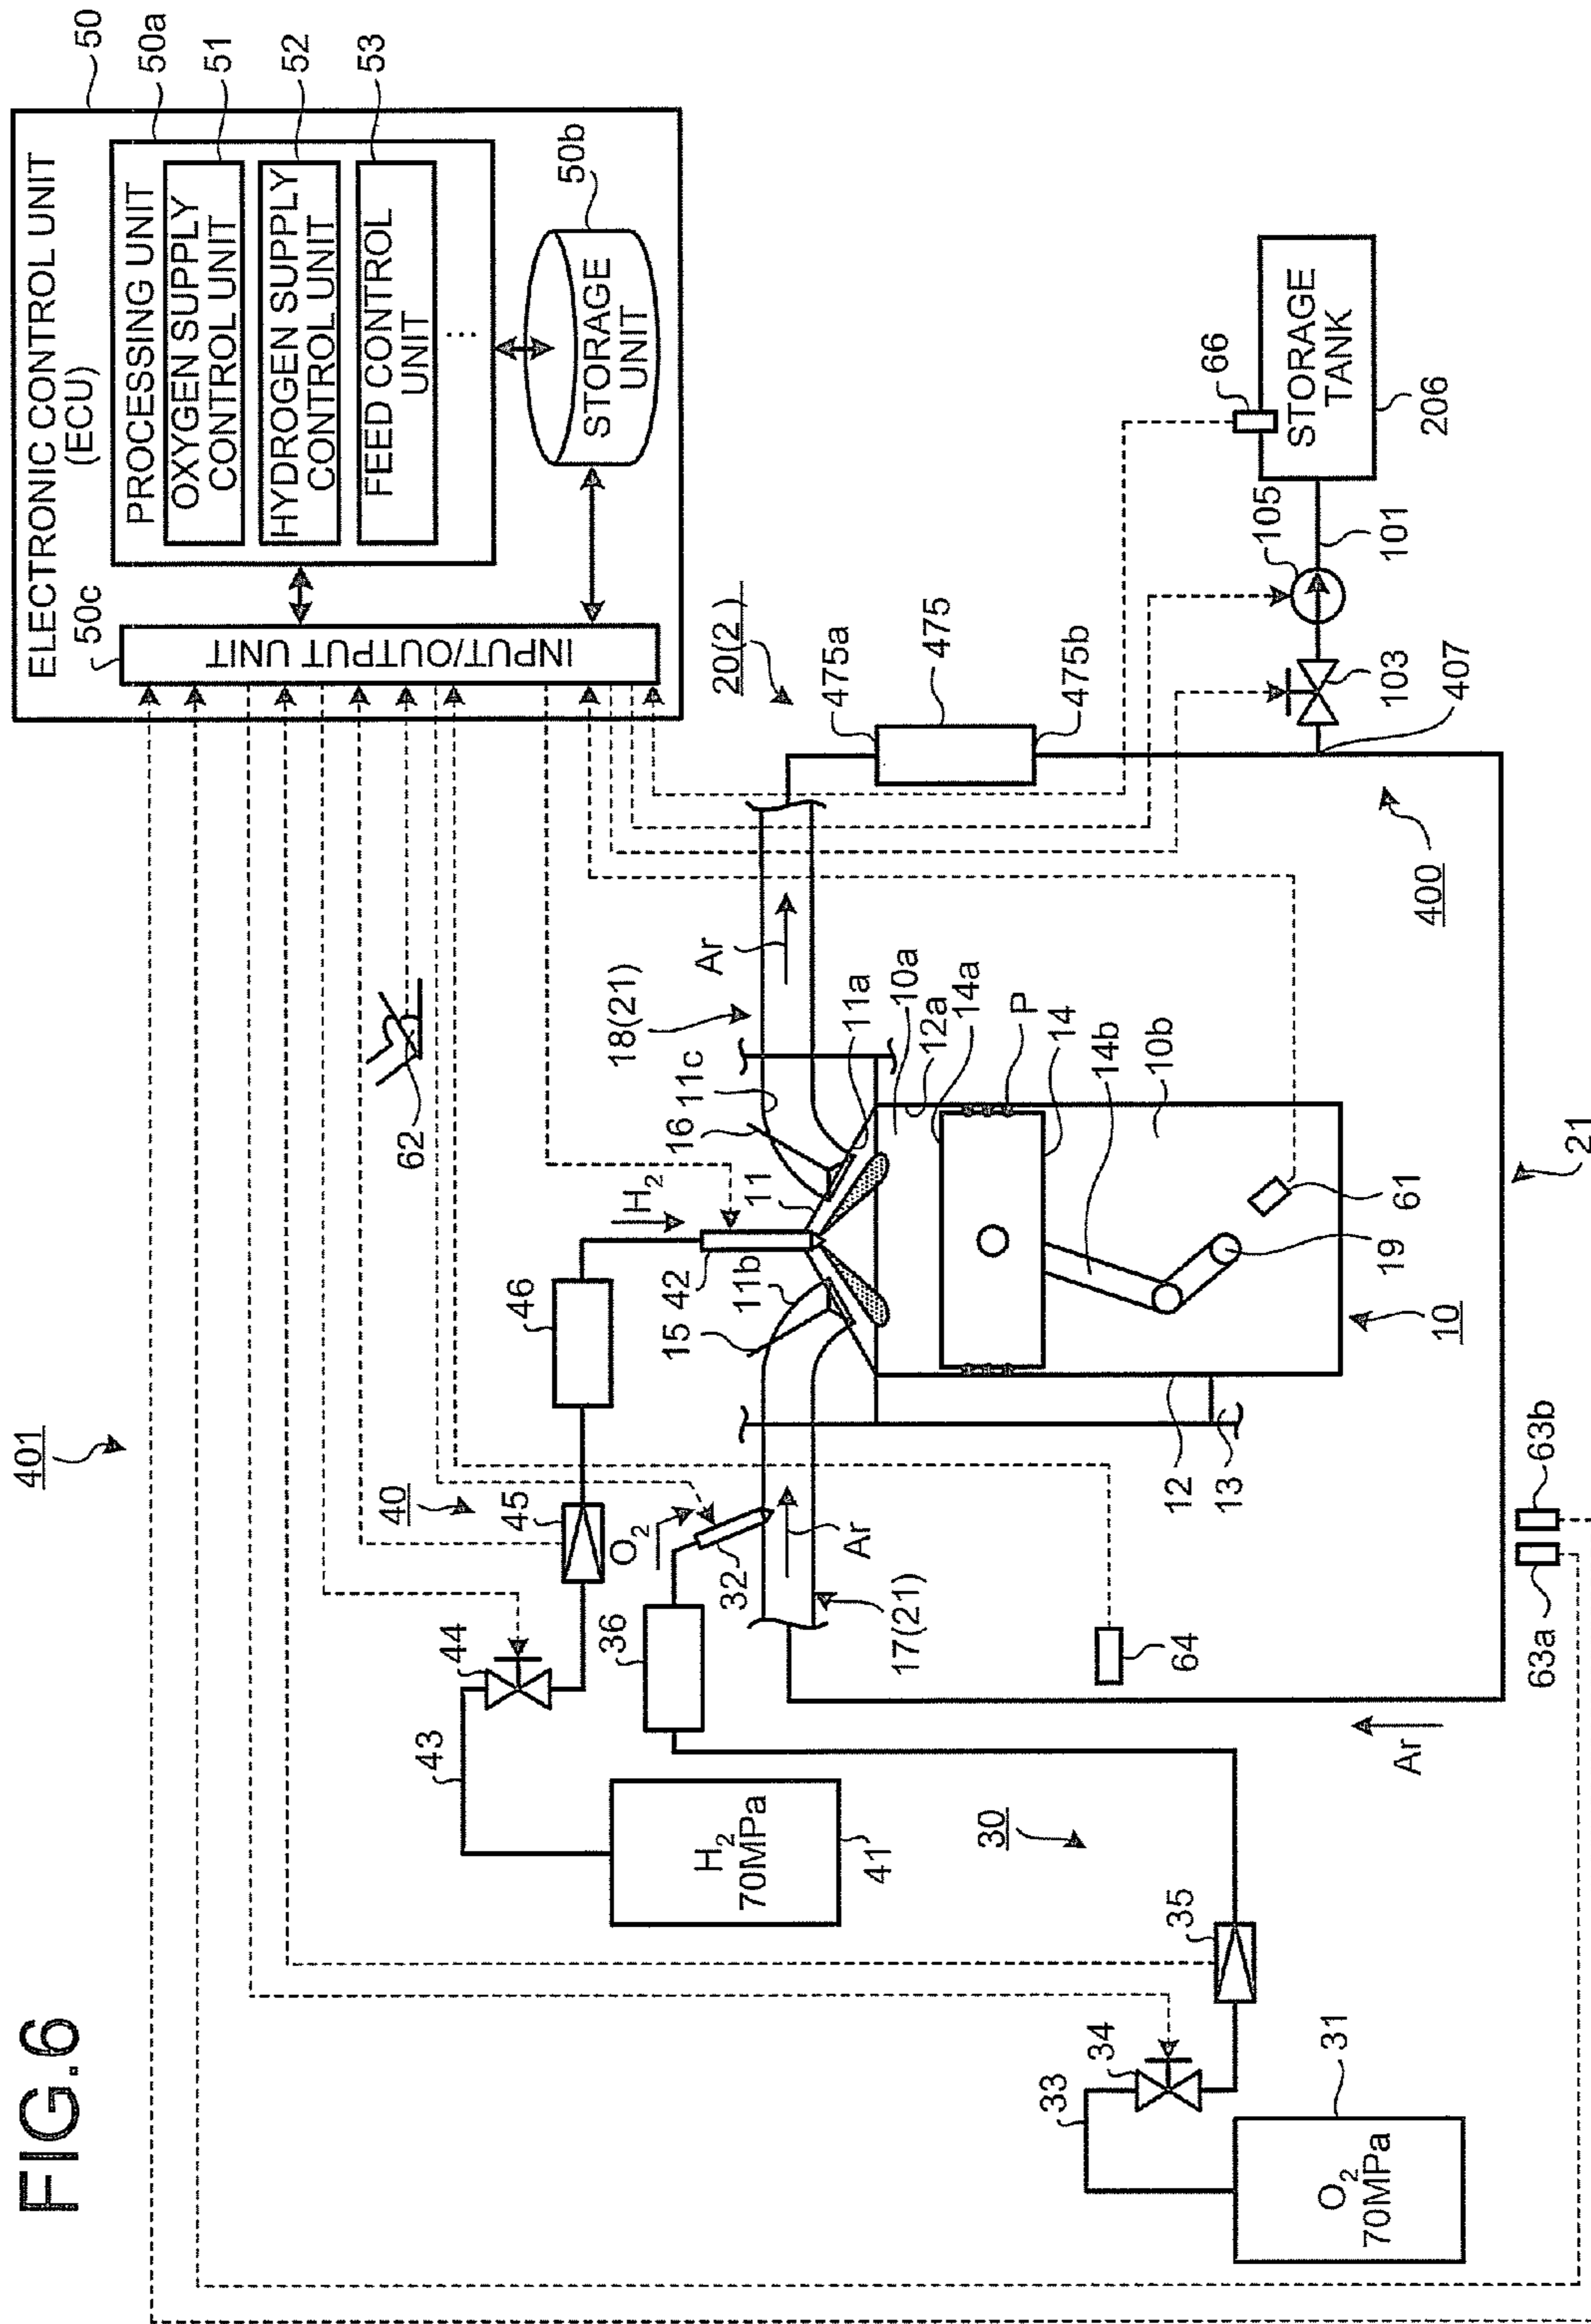 FIG.6
401
ELECTRONIC CONTROL UNIT
(ECU)
50
50a
51
52
53
50c
PROCESSING UNIT
OXYGEN SUPPLY
CONTROL UNIT
HYDROGEN SUPPLY
CONTROL UNIT
FEED CONTROL
UNIT
...
50b
STORAGE
UNIT
INPUT/OUTPUT UNIT
62
40
43
44
45
46
H2
H2
70MPa
41
O2
36
32
42
11
11b
15
16
11c
18(21)
Ar
11a
10a
12a
14a
P
14
14b
10b
61
19
10
12
13
17(21)
Ar
64
20(2 )
475a
475
475b
66
STORAGE
TANK
206
105
101
103
407
400
21
63a
63b
Ar
30
35
34
33
31
O2
70MPa